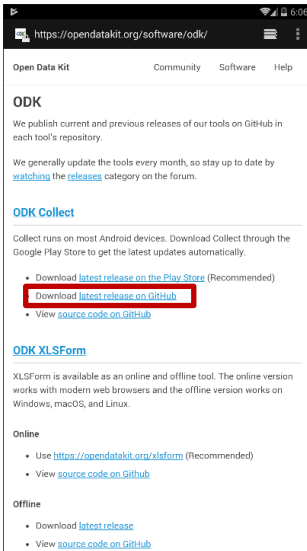 6:06
https://opendatakit.org/software/odk/
Open Data Kit Community Software Help
ODK
We publish current and previous releases of our tools on GitHub in
each tool's repository.
We generally update the tools every month, so stay up to date by
watching the releases category on the forum.
ODK Collect
Collect runs on most Android devices. Download Collect through the
Google Play Store to get the latest updates automatically.
• Download latest release on the Play Store (Recommended)
• Download latest release on GitHub
• View source code on GitHub
ODK XLSForm
XLSForm is available as an online and offline tool. The online version
works with modern web browsers and the offline version works on
Windows, macOS, and Linux.
Online
• Use https://opendatakit.org/xlsform (Recommended)
• View source code on Github
Offline
• Download latest release
• View source code on GitHub